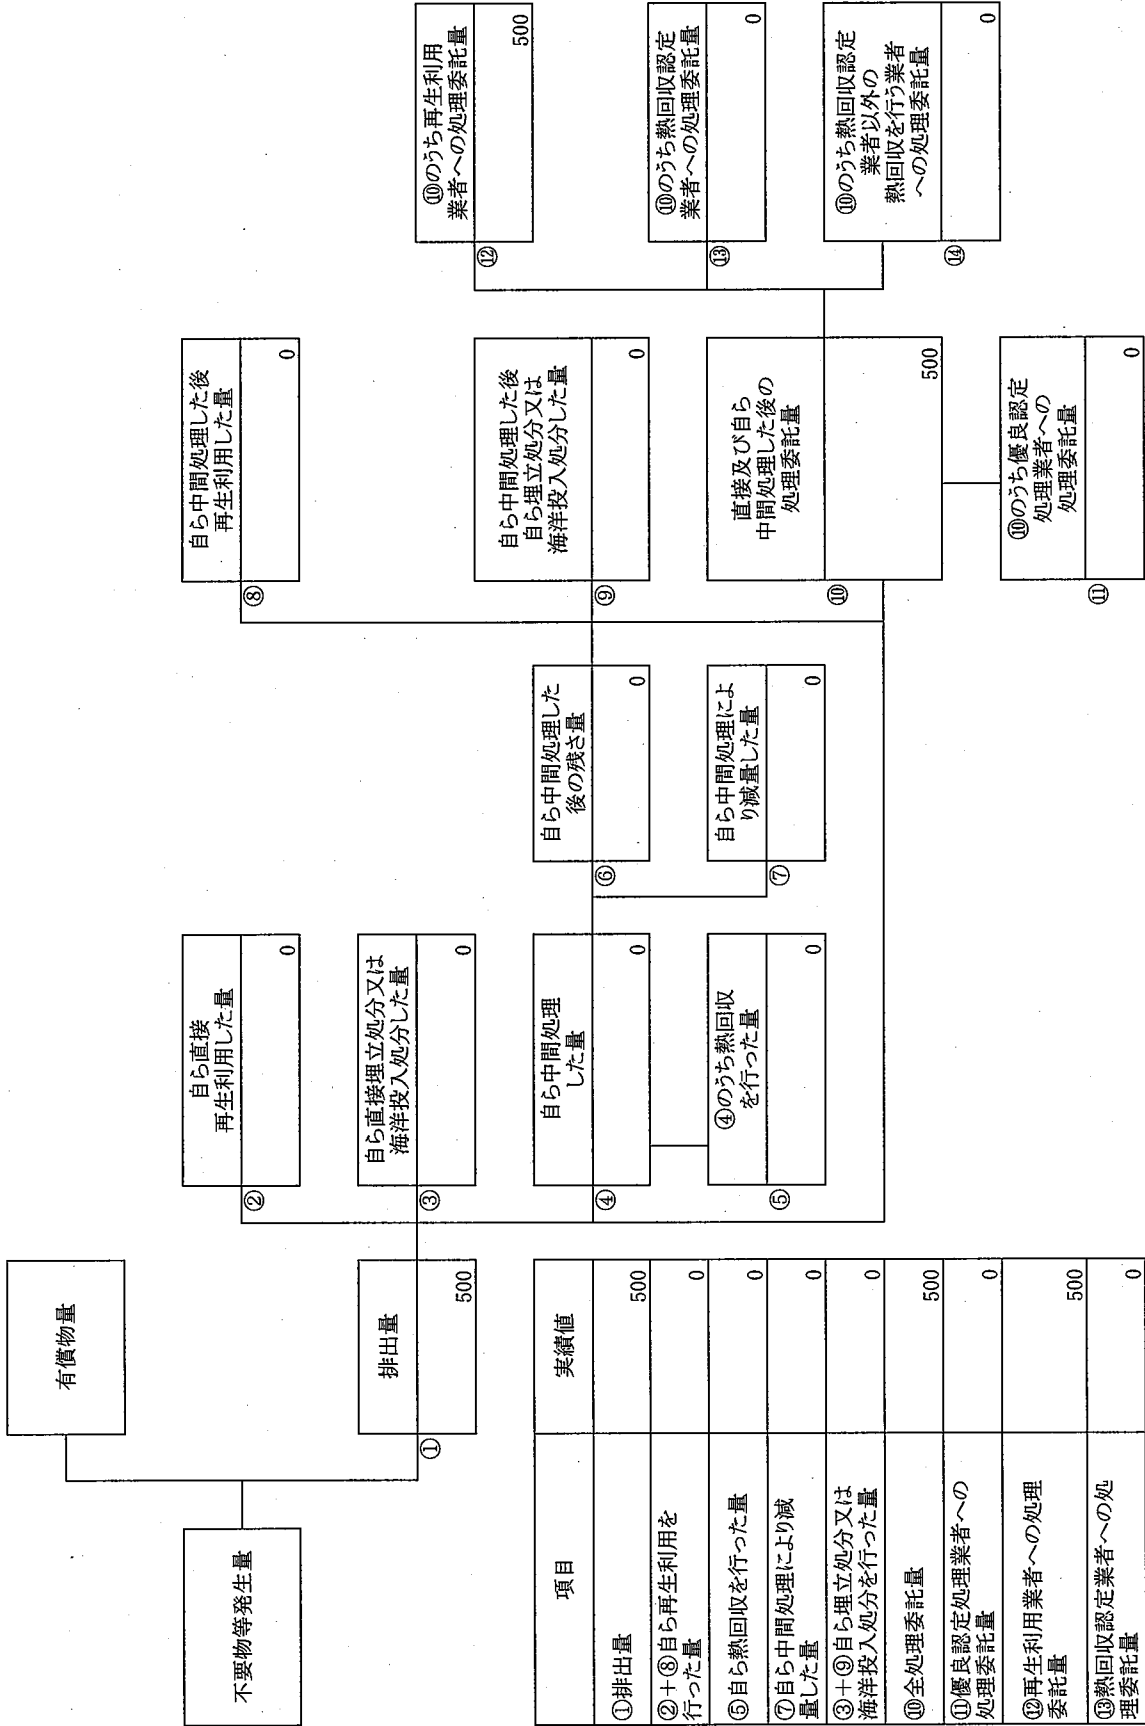 不要物等発生量
有償物量
①
排出量
500
②
自ら直接
再生利用した量
0
③
自ら直接埋立処分又は
海洋投入処分した量
0
④
自ら中間処理
した量
0
⑤
④のうち熱回収
を行った量
0
⑥
自ら中間処理した
後の残さ量
0
⑦
自ら中間処理によ
り減量した量
0
⑧
自ら中間処理した後
再生利用した量
0
⑨
自ら中間処理した後
自ら埋立処分又は
海洋投入処分した量
0
⑩
直接及び自ら
中間処理した後の
処理委託量
500
⑪
⑩のうち優良認定
処理業者への
処理委託量
0
⑫
⑩のうち再生利用
業者への処理委託量
500
⑬
⑩のうち熱回収認定
業者への処理委託量
0
⑭
⑩のうち熱回収認定
業者以外の
熱回収を行う業者
への処理委託量
0
項目 実績値
①排出量 500
②+⑧自ら再生利用を
行った量 0
⑤自ら熱回収を行った量 0
⑦自ら中間処理により減
量した量 0
③+⑨自ら埋立処分又は
海洋投入処分を行った量 0
⑩全処理委託量 500
⑪優良認定処理業者への
処理委託量 0
⑫再生利用業者への処理
委託量 500
⑬熱回収認定業者への処
理委託量 0